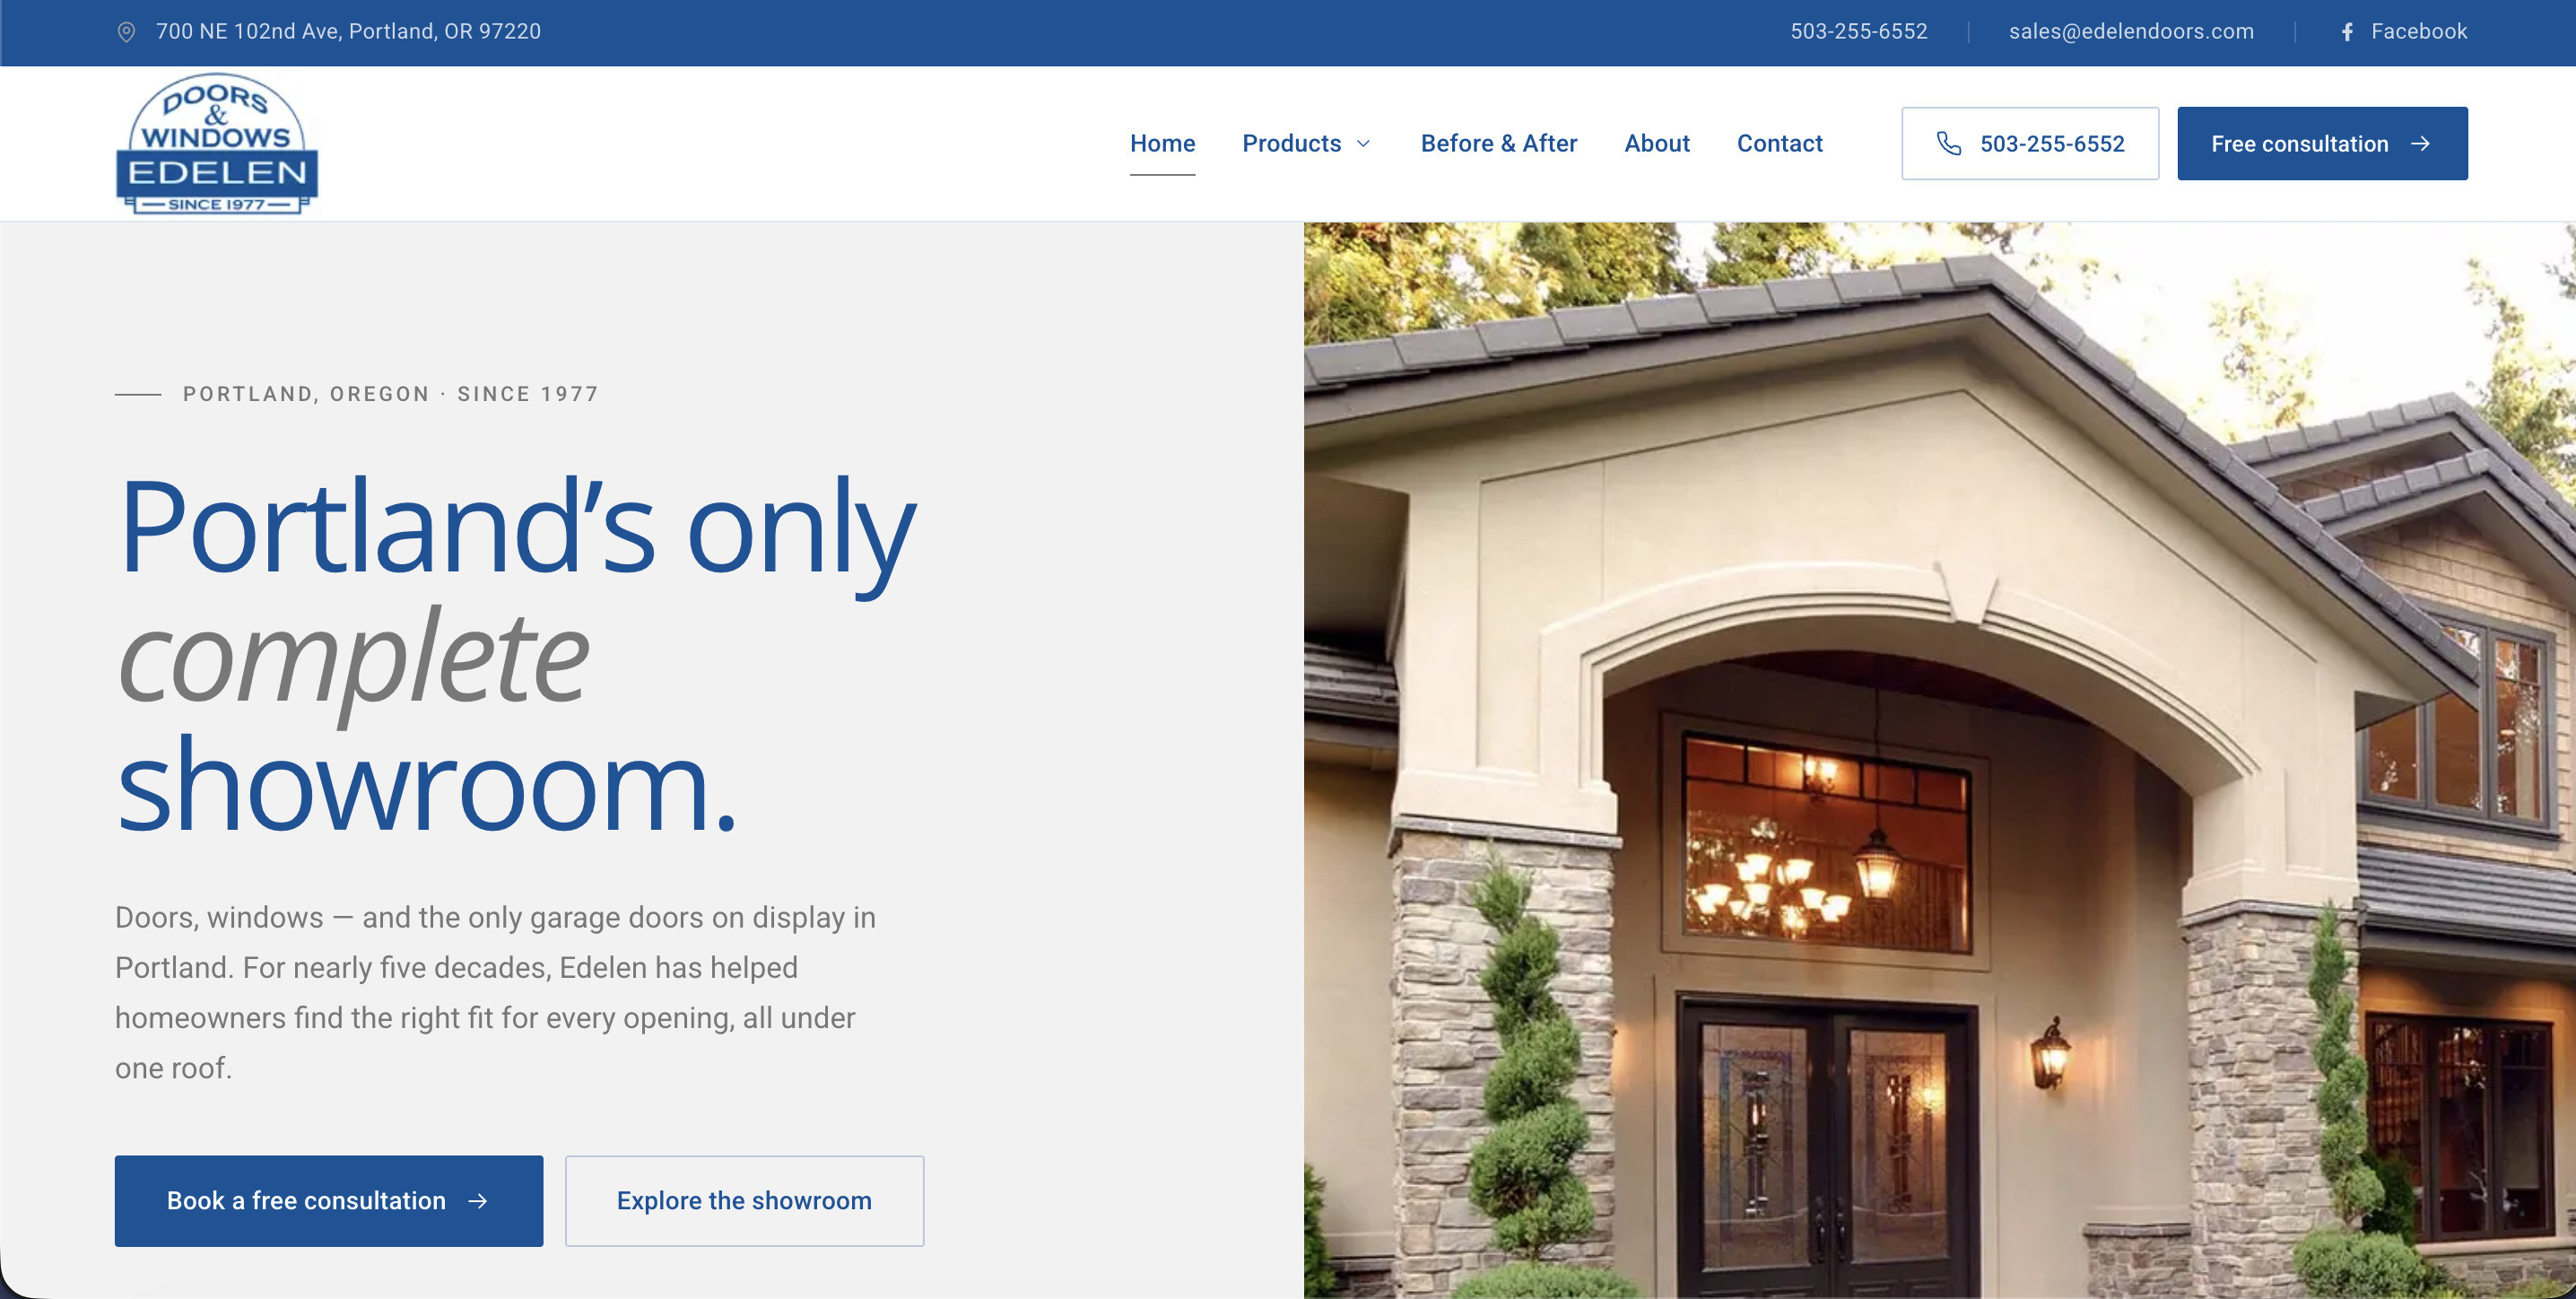 700 NE 102nd Ave, Portland, OR 97220
503-255-6552
sales@edelendoors.com
Facebook
DOORS
&
WINDOWS
EDELEN
SINCE 1977
Home
Products
Before & After
About
Contact
503-255-6552
Free consultation
PORTLAND, OREGON · SINCE 1977
Portland’s only
complete
showroom.
Doors, windows — and the only garage doors on display in
Portland. For nearly five decades, Edelen has helped
homeowners find the right fit for every opening, all under
one roof.
Book a free consultation
Explore the showroom